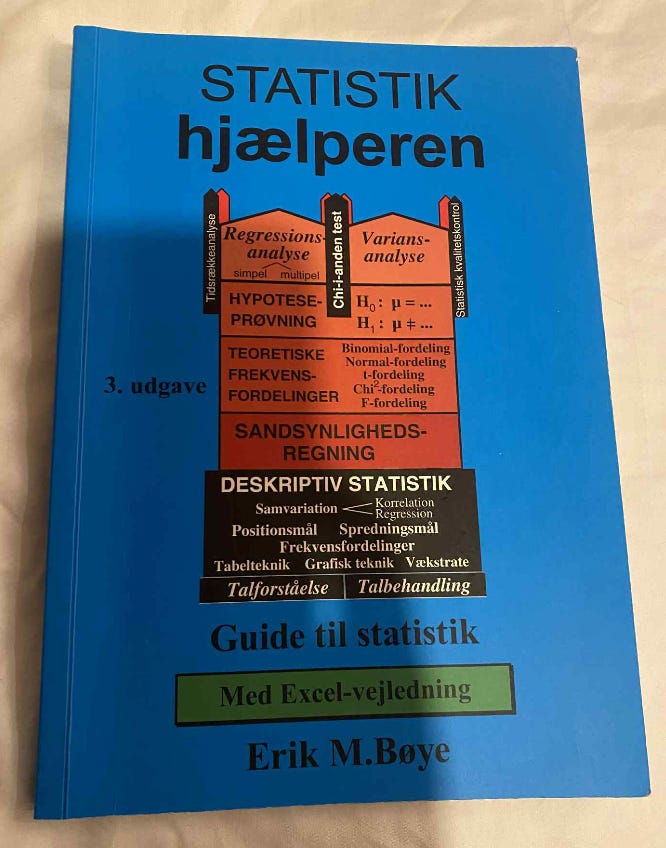 STATISTIK
hjælperen
Tidsrækkeanalyse
Regressions-
analyse
simpel multipel
Chi-i-anden test
Varians-
analyse
Statistisk kvalitetskontrol
HYPOTESE-
PRØVNING
H₀: μ = ...
H₁: μ ≠ ...
3. udgave
TEORETISKE
FREKVENS-
FORDELINGER
Binomial-fordeling
Normal-fordeling
t-fordeling
Chi²-fordeling
F-fordeling
SANDSYNLIGHEDS-
REGNING
DESKRIPTIV STATISTIK
Samvariation
Korrelation
Regression
Positionsmål Spredningsmål
Frekvensfordelinger
Tabelteknik Grafisk teknik Vækstrate
Talforståelse Talbehandling
Guide til statistik
Med Excel-vejledning
Erik M.Bøye